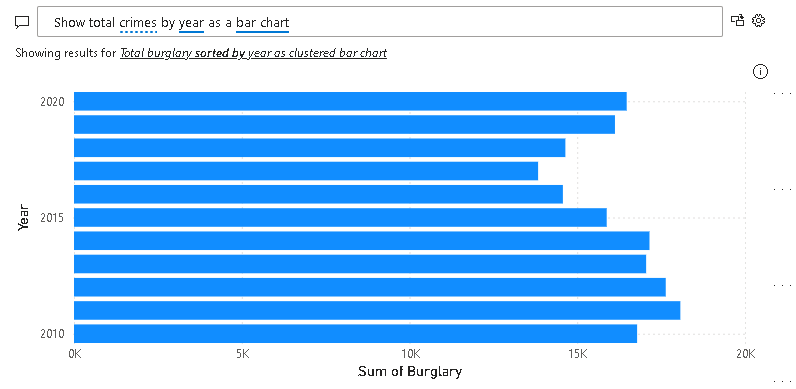 Show total crimes by year as a bar chart
Showing results for Total burglary sorted by year as clustered bar chart
2020
2015
2010
Year
0K 5K 10K 15K 20K
Sum of Burglary